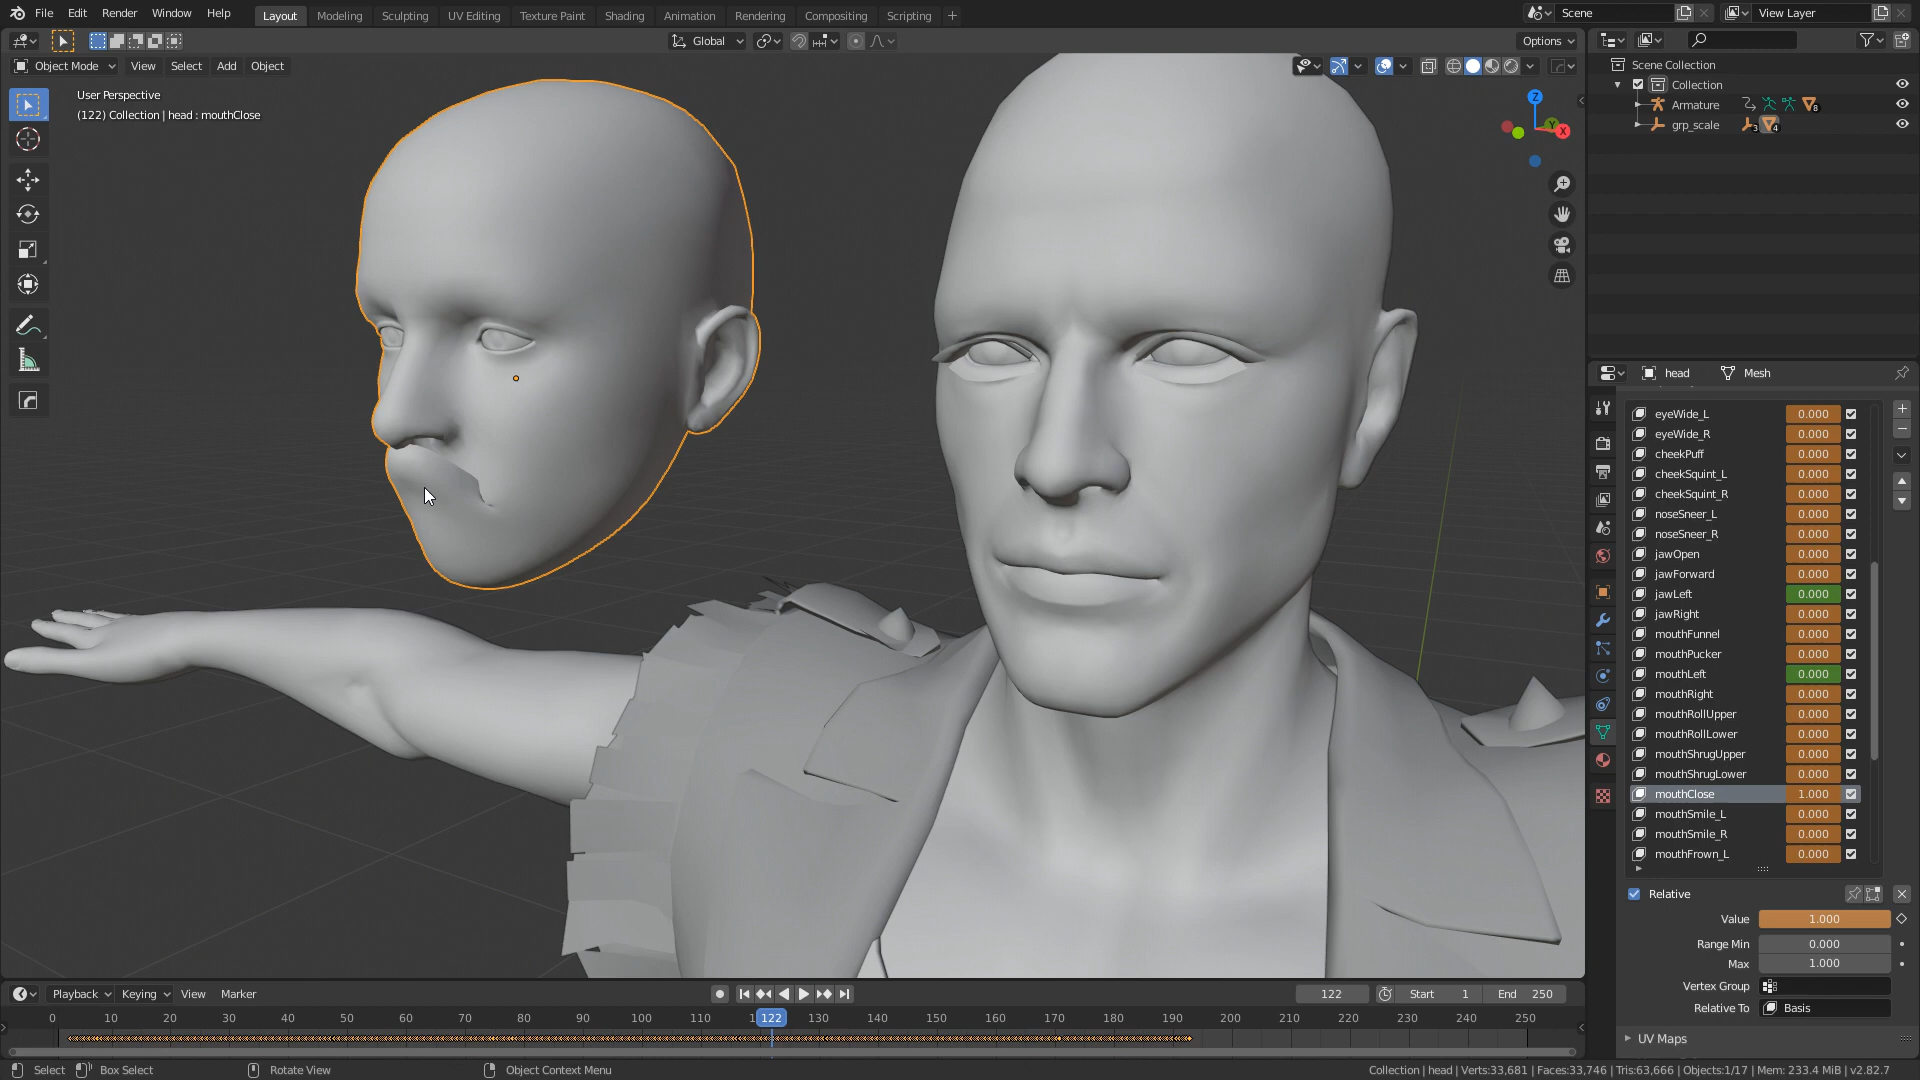 File Edit Render Window Help
Layout Modeling Sculpting UV Editing Texture Paint Shading Animation Rendering Compositing Scripting +
Scene
View Layer
Global
Options
Object Mode View Select Add Object
User Perspective
(122) Collection | head : mouthClose
Z
Y
X
Scene Collection
Collection
Armature 8
grp_scale 3 4
head Mesh
eyeWide_L 0.000
eyeWide_R 0.000
cheekPuff 0.000
cheekSquint_L 0.000
cheekSquint_R 0.000
noseSneer_L 0.000
noseSneer_R 0.000
jawOpen 0.000
jawForward 0.000
jawLeft 0.000
jawRight 0.000
mouthFunnel 0.000
mouthPucker 0.000
mouthLeft 0.000
mouthRight 0.000
mouthRollUpper 0.000
mouthRollLower 0.000
mouthShrugUpper 0.000
mouthShrugLower 0.000
mouthClose 1.000
mouthSmile_L 0.000
mouthSmile_R 0.000
mouthFrown_L 0.000
Relative
Value 1.000
Range Min 0.000
Max 1.000
Vertex Group
Relative To Basis
UV Maps
Playback Keying View Marker
122 Start 1 End 250
0 10 20 30 40 50 60 70 80 90 100 110 122 130 140 150 160 170 180 190 200 210 220 230 240 250
Select Box Select Rotate View Object Context Menu
Collection | head | Verts:33,681 | Faces:33,746 | Tris:63,666 | Objects:1/17 | Mem: 233.4 MiB | v2.82.7